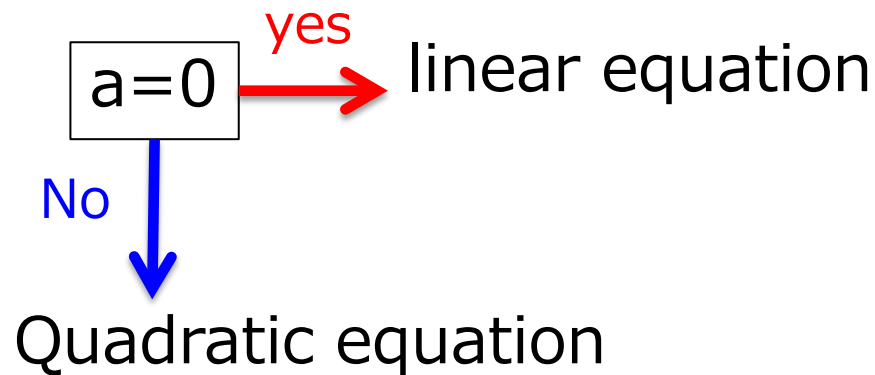 yes
a=0
linear equation
No
Quadratic equation